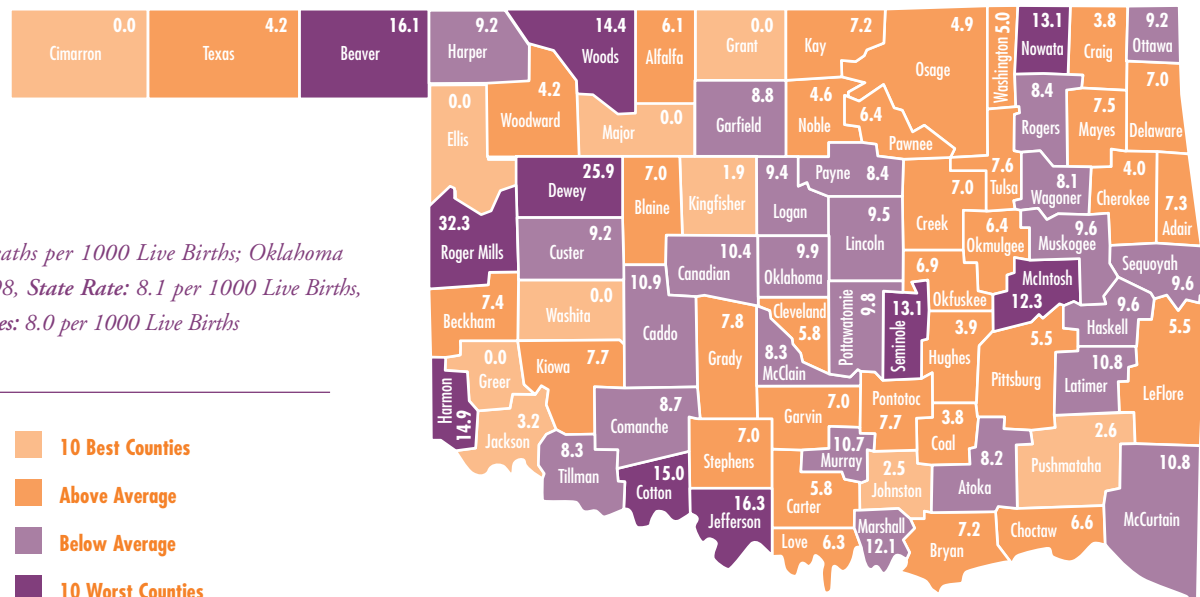 0.0
Cimarron
4.2
Texas
16.1
Beaver
9.2
Harper
14.4
Woods
6.1
Alfalfa
0.0
Grant
7.2
Kay
4.9
Osage
Washington 5.0
13.1
Nowata
3.8
Craig
9.2
Ottawa
0.0
Ellis
4.2
Woodward
0.0
Major
8.8
Garfield
4.6
Noble
6.4
Pawnee
8.4
Rogers
7.5
Mayes
7.0
Delaware
32.3
Roger Mills
25.9
Dewey
7.0
Blaine
1.9
Kingfisher
9.4
Logan
Payne 8.4
7.0
Creek
7.6
Tulsa
8.1
Wagoner
4.0
Cherokee
7.3
Adair
9.2
Custer
10.4
Canadian
9.9
Oklahoma
9.5
Lincoln
6.4
Okmulgee
9.6
Muskogee
Sequoyah
9.6
aths per 1000 Live Births; Oklahoma
98, State Rate: 8.1 per 1000 Live Births,
es: 8.0 per 1000 Live Births
7.4
Beckham
0.0
Washita
10.9
Caddo
7.8
Grady
Cleveland
5.8
8.3
McClain
Pottawatomie 9.8
13.1
Seminole
6.9
Okfuskee
McIntosh
12.3
9.6
Haskell
5.5
LeFlore
Harmon 14.9
0.0
Greer
7.7
Kiowa
3.2
Jackson
8.7
Comanche
7.0
Garvin
Pontotoc
7.7
3.9
Hughes
5.5
Pittsburg
10.8
Latimer
8.3
Tillman
15.0
Cotton
7.0
Stephens
10.7
Murray
2.5
Johnston
3.8
Coal
8.2
Atoka
2.6
Pushmataha
10.8
McCurtain
16.3
Jefferson
5.8
Carter
Love 6.3
Marshall
12.1
7.2
Bryan
Choctaw 6.6
10 Best Counties
Above Average
Below Average
10 Worst Counties